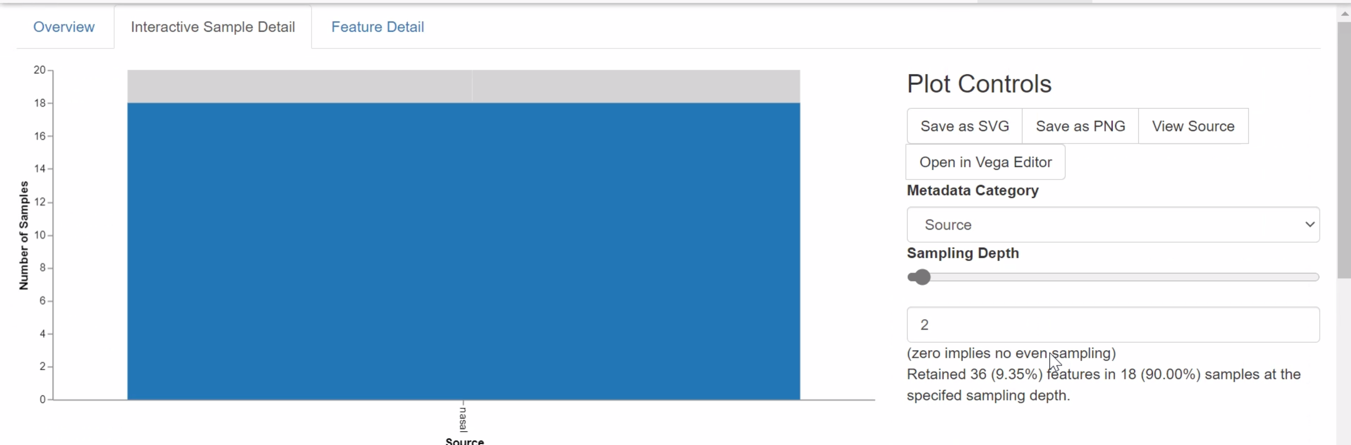 Overview
Interactive Sample Detail
Feature Detail
20
18
16
14
12
10
8
6
4
2
0
Number of Samples
nasal
Source
Plot Controls
Save as SVG
Save as PNG
View Source
Open in Vega Editor
Metadata Category
Source
Sampling Depth
2
(zero implies no even sampling)
Retained 36 (9.35%) features in 18 (90.00%) samples at the
specifed sampling depth.